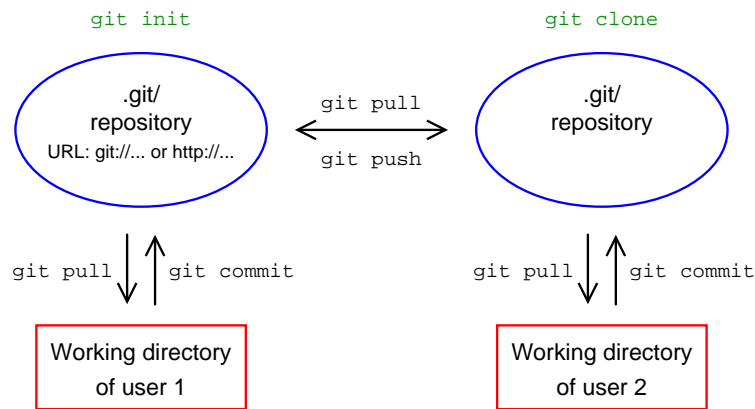 git init
git clone
.git/
repository
URL: git://... or http://...
git pull
git push
.git/
repository
git pull
git commit
git pull
git commit
Working directory
of user 1
Working directory
of user 2